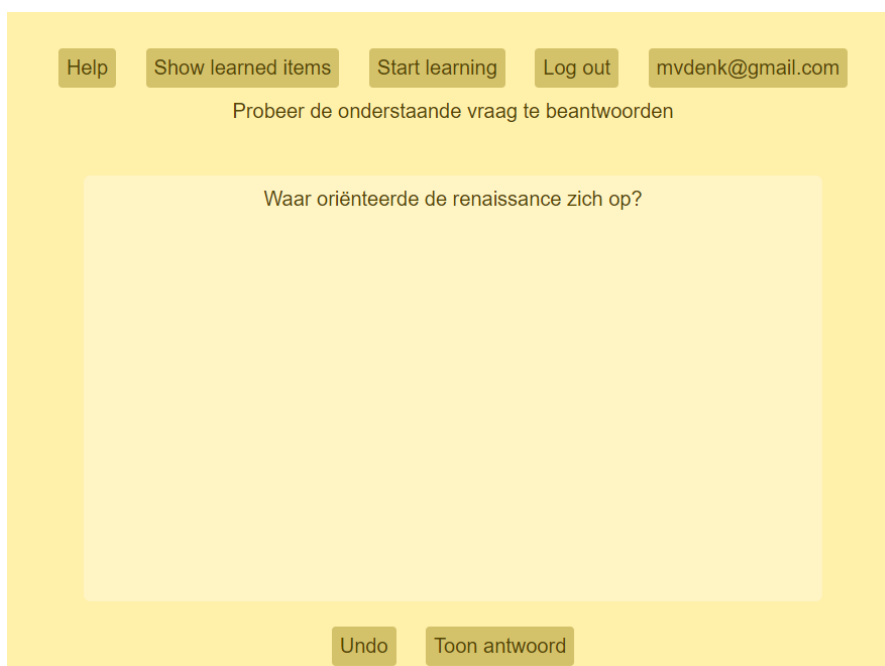 Help Show learned items Start learning Log out mvdenk@gmail.com
Probeer de onderstaande vraag te beantwoorden
Waar oriënteerde de renaissance zich op?
Undo Toon antwoord